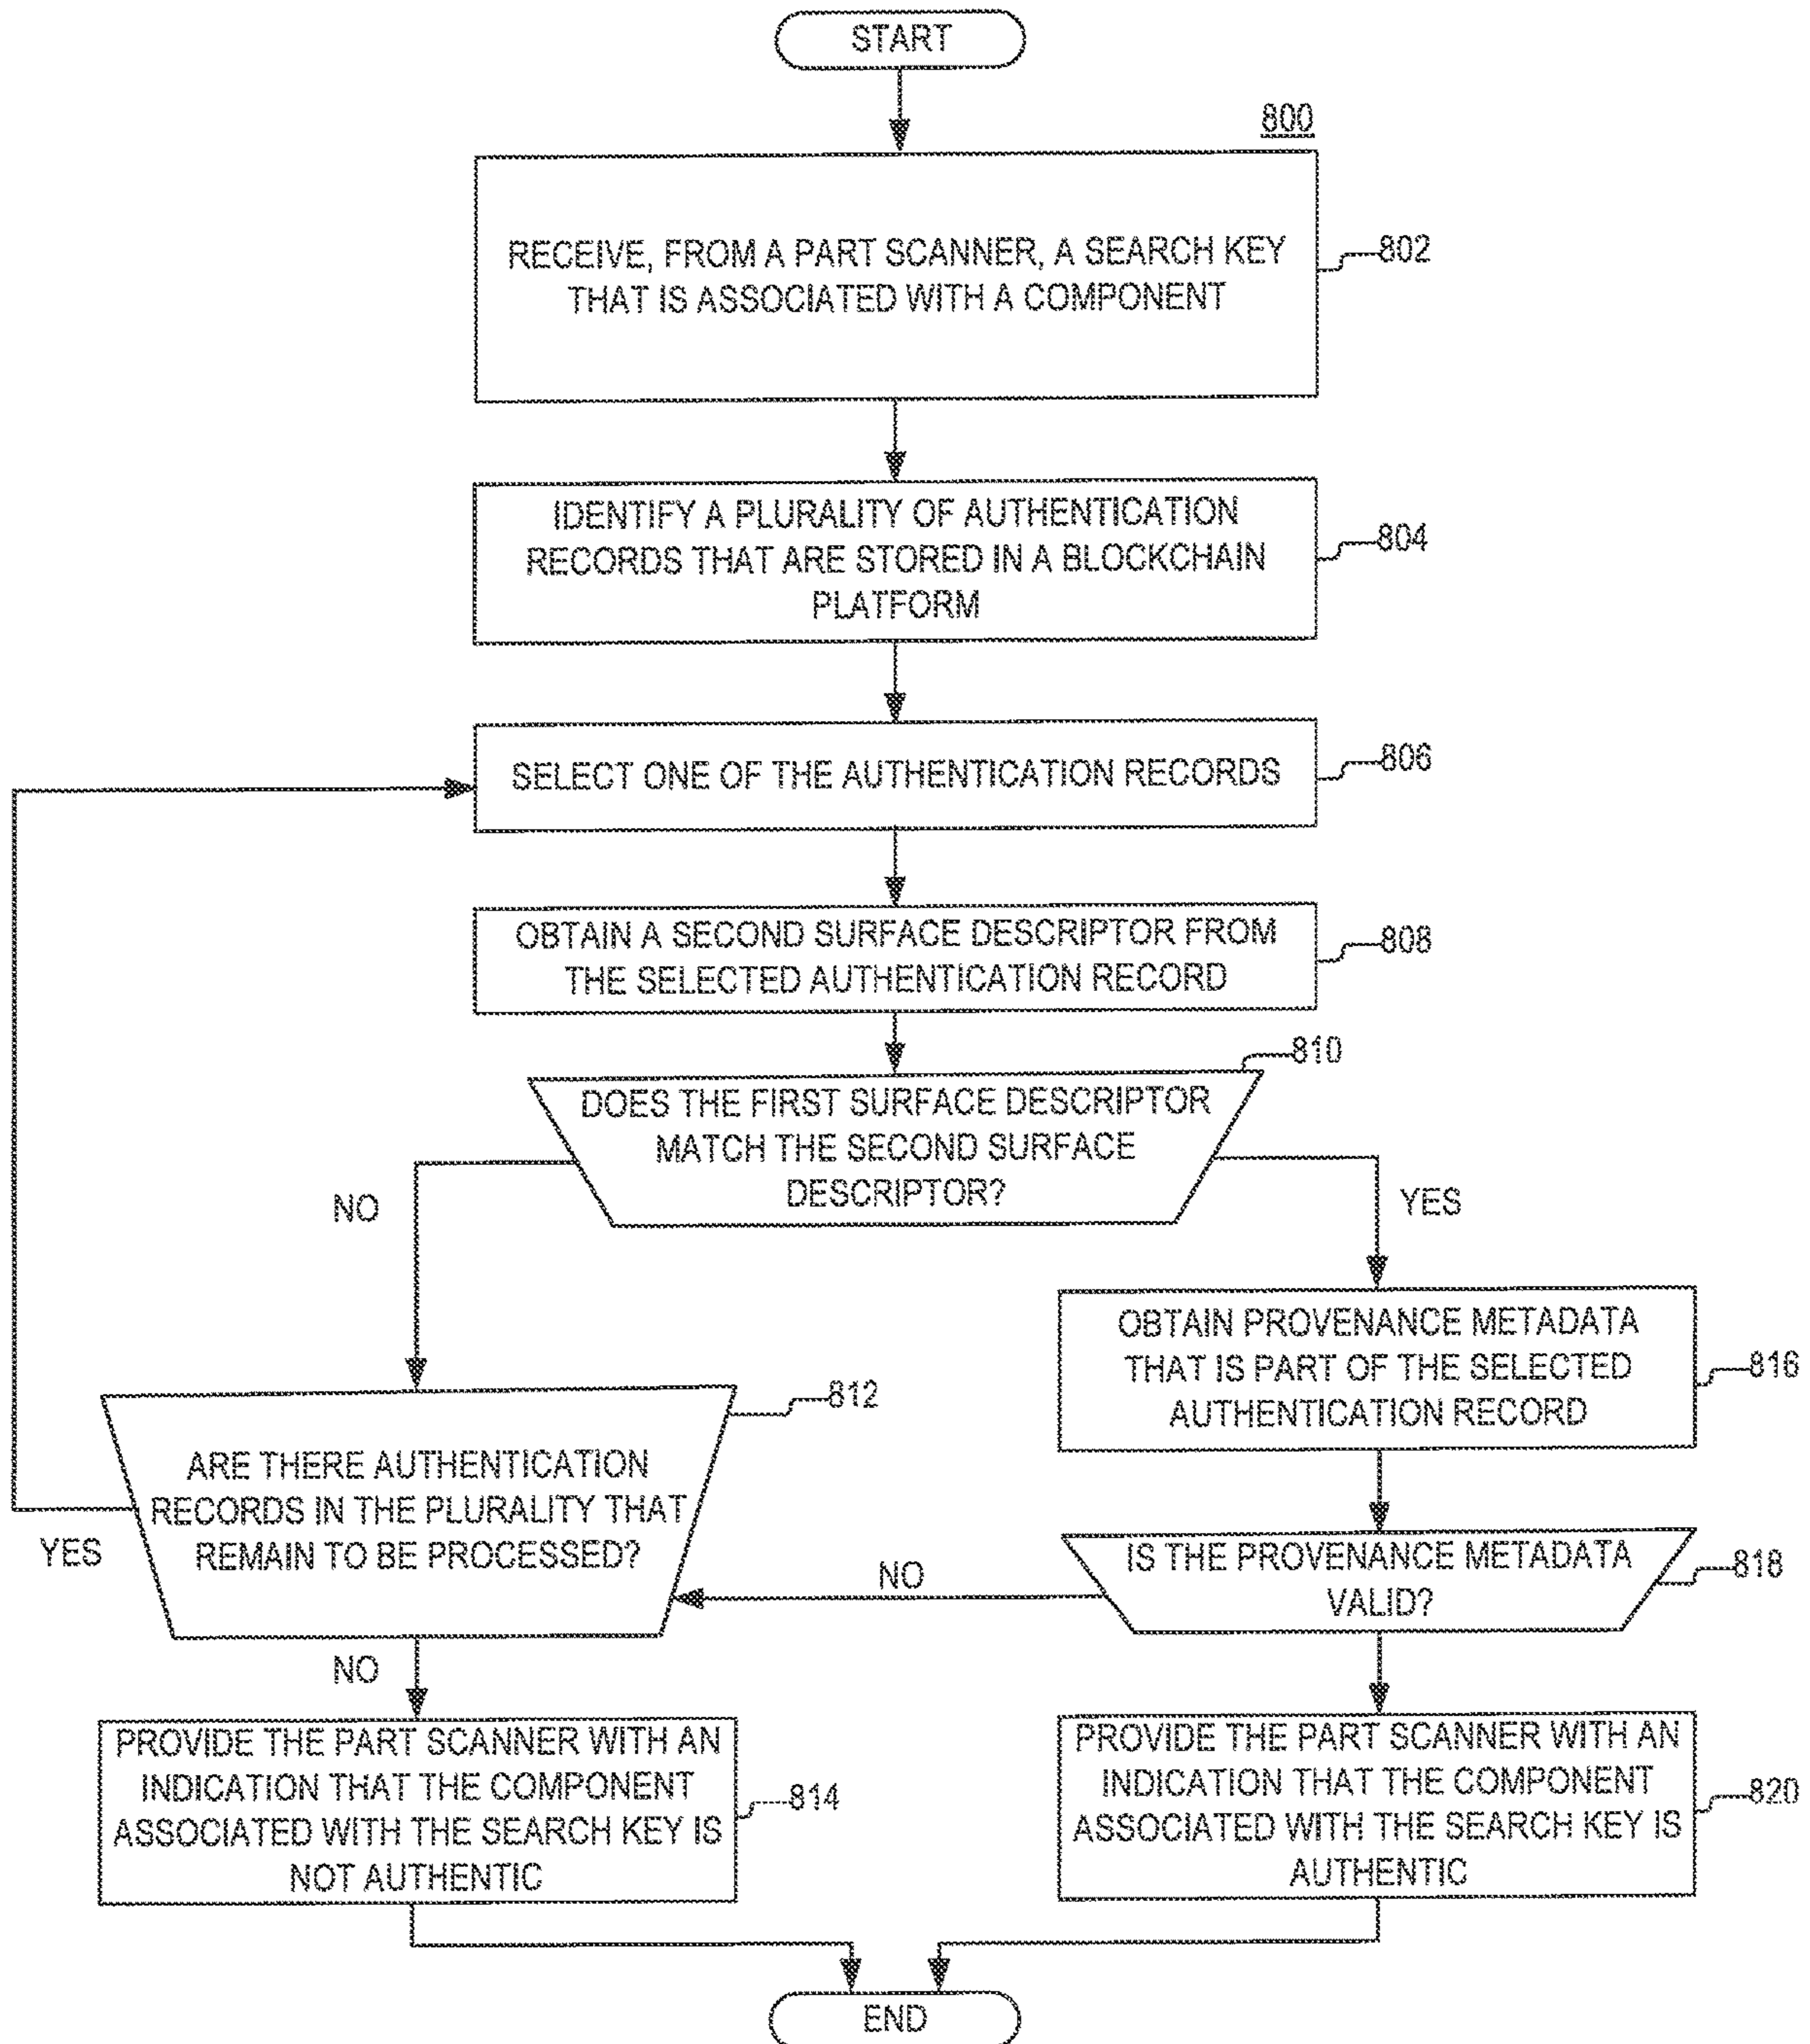 START
800
RECEIVE, FROM A PART SCANNER, A SEARCH KEY
THAT IS ASSOCIATED WITH A COMPONENT
802
IDENTIFY A PLURALITY OF AUTHENTICATION
RECORDS THAT ARE STORED IN A BLOCKCHAIN
PLATFORM
804
SELECT ONE OF THE AUTHENTICATION RECORDS
806
OBTAIN A SECOND SURFACE DESCRIPTOR FROM
THE SELECTED AUTHENTICATION RECORD
808
810
DOES THE FIRST SURFACE DESCRIPTOR
MATCH THE SECOND SURFACE
DESCRIPTOR?
NO
YES
OBTAIN PROVENANCE METADATA
THAT IS PART OF THE SELECTED
AUTHENTICATION RECORD
816
812
ARE THERE AUTHENTICATION
RECORDS IN THE PLURALITY THAT
REMAIN TO BE PROCESSED?
YES
NO
IS THE PROVENANCE METADATA
VALID?
818
NO
PROVIDE THE PART SCANNER WITH AN
INDICATION THAT THE COMPONENT
ASSOCIATED WITH THE SEARCH KEY IS
NOT AUTHENTIC
814
PROVIDE THE PART SCANNER WITH AN
INDICATION THAT THE COMPONENT
ASSOCIATED WITH THE SEARCH KEY IS
AUTHENTIC
820
END